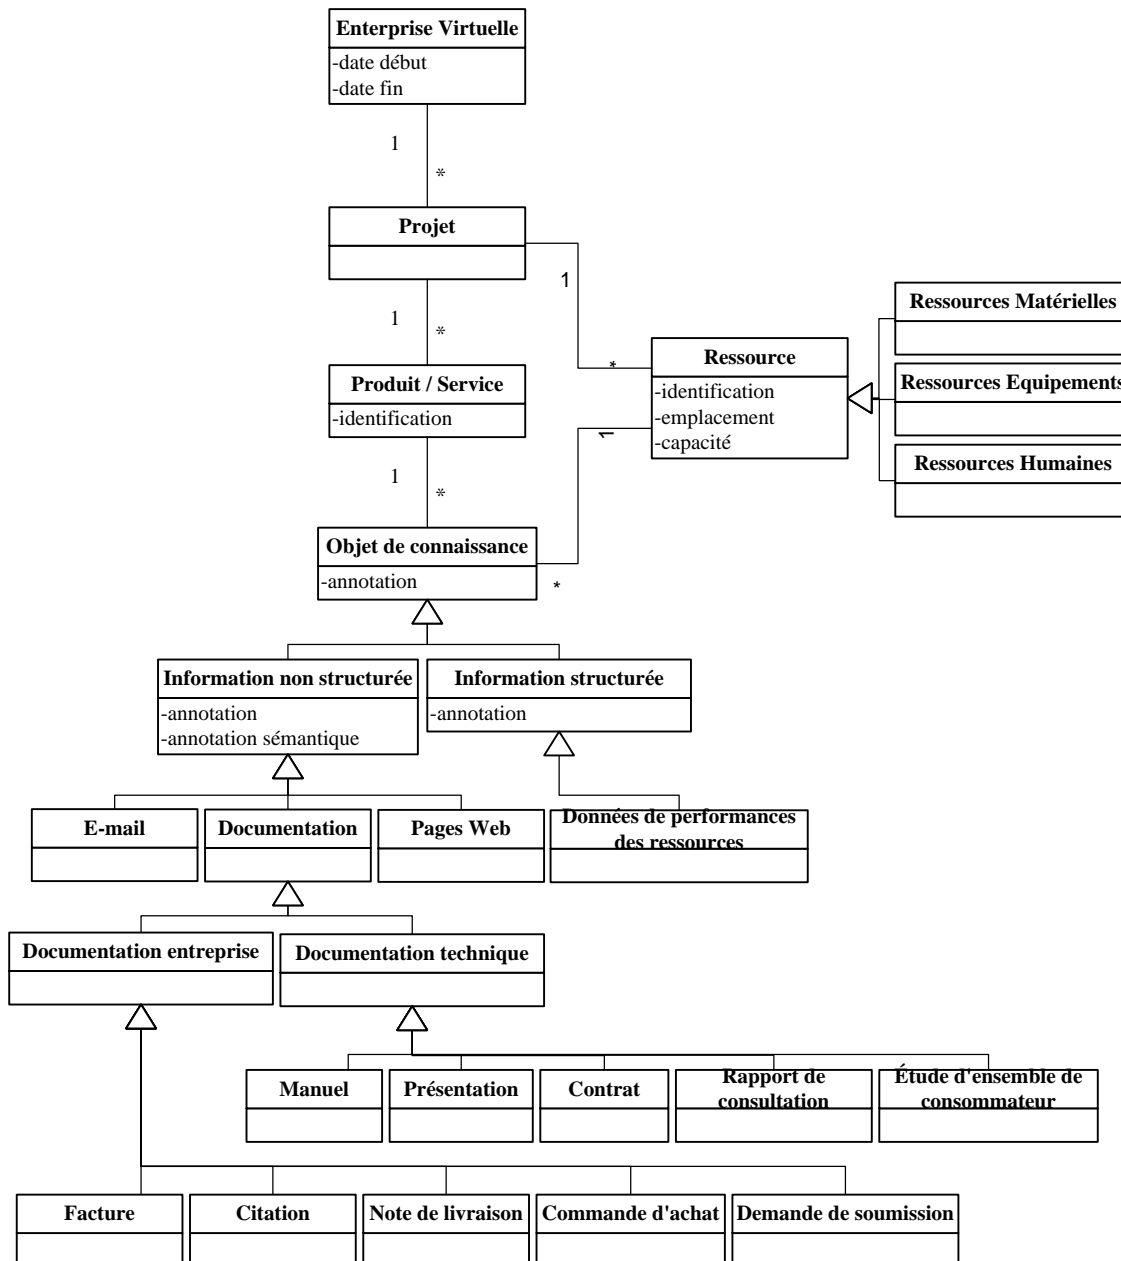 Enterprise Virtuelle
-date début
-date fin
1
*
Projet
1
*
1
*
Produit / Service
-identification
Ressource
-identification
-emplacement
-capacité
Ressources Matérielles
Ressources Equipements
Ressources Humaines
1
*
1
*
Objet de connaissance
-annotation
Information non structurée
-annotation
-annotation sémantique
Information structurée
-annotation
E-mail
Documentation
Pages Web
Données de performances
des ressources
Documentation entreprise
Documentation technique
Manuel
Présentation
Contrat
Rapport de
consultation
Étude d'ensemble de
consommateur
Facture
Citation
Note de livraison
Commande d'achat
Demande de soumission